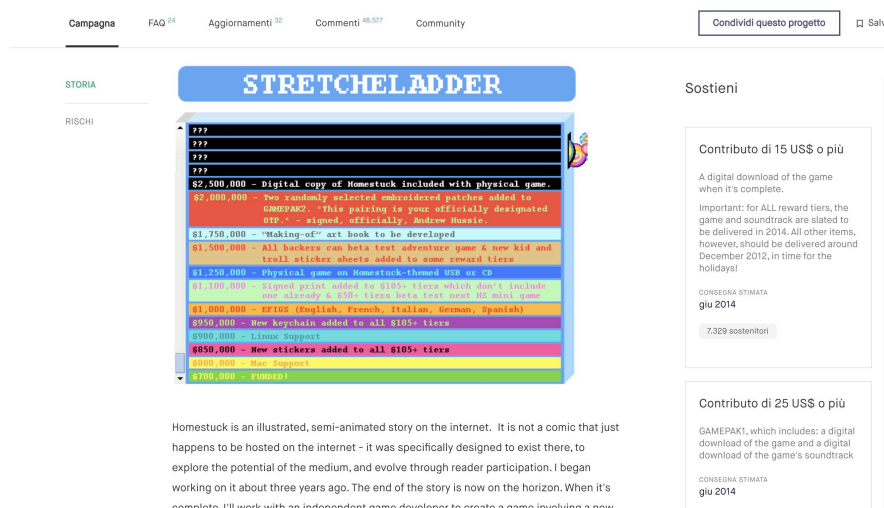 Campagna
FAQ 24
Aggiornamenti 32
Commenti 48.577
Community
Condividi questo progetto
Salv
STORIA
RISCHI
STRETCHELADDER
???
???
???
???
$2,500,000 - Digital copy of Homestuck included with physical game.
$2,000,000 - Two randomly selected embroidered patches added to
GAMEPAK2. "This pairing is your officially designated
OTP." - signed, officially, Andrew Hussie.
$1,750,000 - "Making-of" art book to be developed
$1,500,000 - All backers can beta test adventure game & new kid and
troll sticker sheets added to some reward tiers
$1,250,000 - Physical game on Homestuck-themed USB or CD
$1,100,000 - Signed print added to $105+ tiers which don't include
one already & $50+ tiers beta test next MS mini game
$1,000,000 - EFIGS (English, French, Italian, German, Spanish)
$950,000 - New keychain added to all $105+ tiers
$900,000 - Linux Support
$850,000 - New stickers added to all $105+ tiers
$800,000 - Mac Support
$700,000 - FUNDED!
Homestuck is an illustrated, semi-animated story on the internet. It is not a comic that just
happens to be hosted on the internet - it was specifically designed to exist there, to
explore the potential of the medium, and evolve through reader participation. I began
working on it about three years ago. The end of the story is now on the horizon. When it's
complete, I'll work with an independent game developer to create a game involving a new
Sostieni
Contributo di 15 US$ o più
A digital download of the game
when it's complete.
Important: for ALL reward tiers, the
game and soundtrack are slated to
be delivered in 2014. All other items,
however, should be delivered around
December 2012, in time for the
holidays!
CONSEGNA STIMATA
giu 2014
7.329 sostenitori
Contributo di 25 US$ o più
GAMEPAK1, which includes: a digital
download of the game and a digital
download of the game's soundtrack
CONSEGNA STIMATA
giu 2014